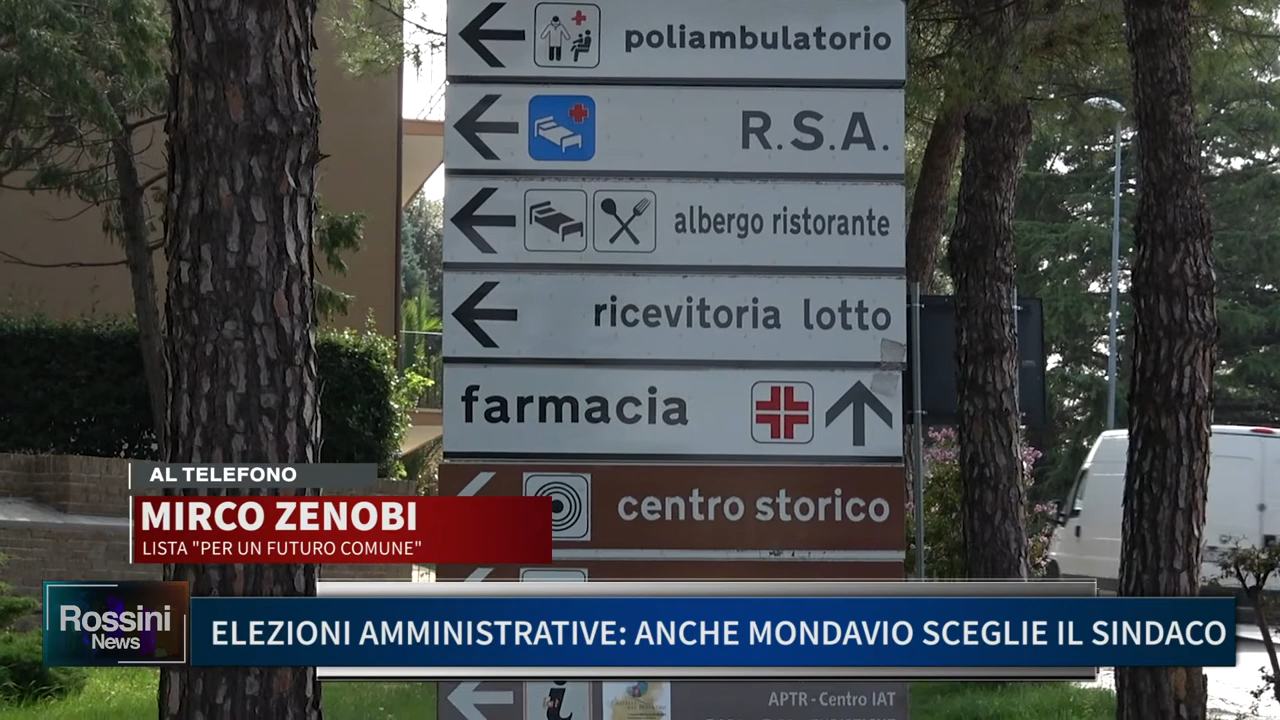 poliambulatorio
R.S.A.
albergo ristorante
ricevitoria lotto
farmacia
centro storico
AL TELEFONO
MIRCO ZENOBI
LISTA "PER UN FUTURO COMUNE"
Rossini
News
ELEZIONI AMMINISTRATIVE: ANCHE MONDAVIO SCEGLIE IL SINDACO
i
APTR - Centro IAT